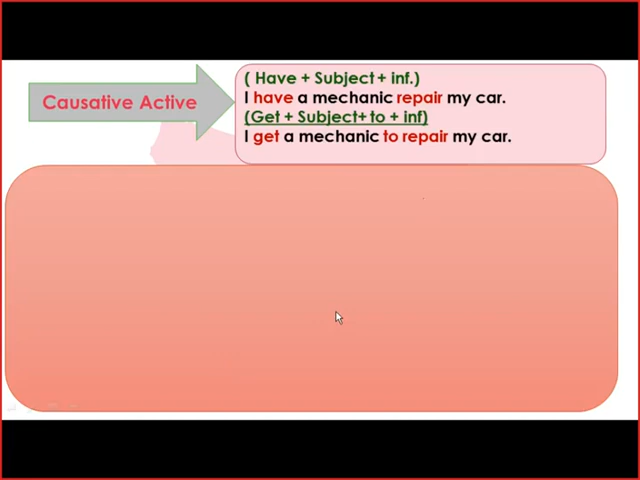 Causative Active
( Have + Subject + inf.)
I have a mechanic repair my car.
(Get + Subject+ to + inf)
I get a mechanic to repair my car.